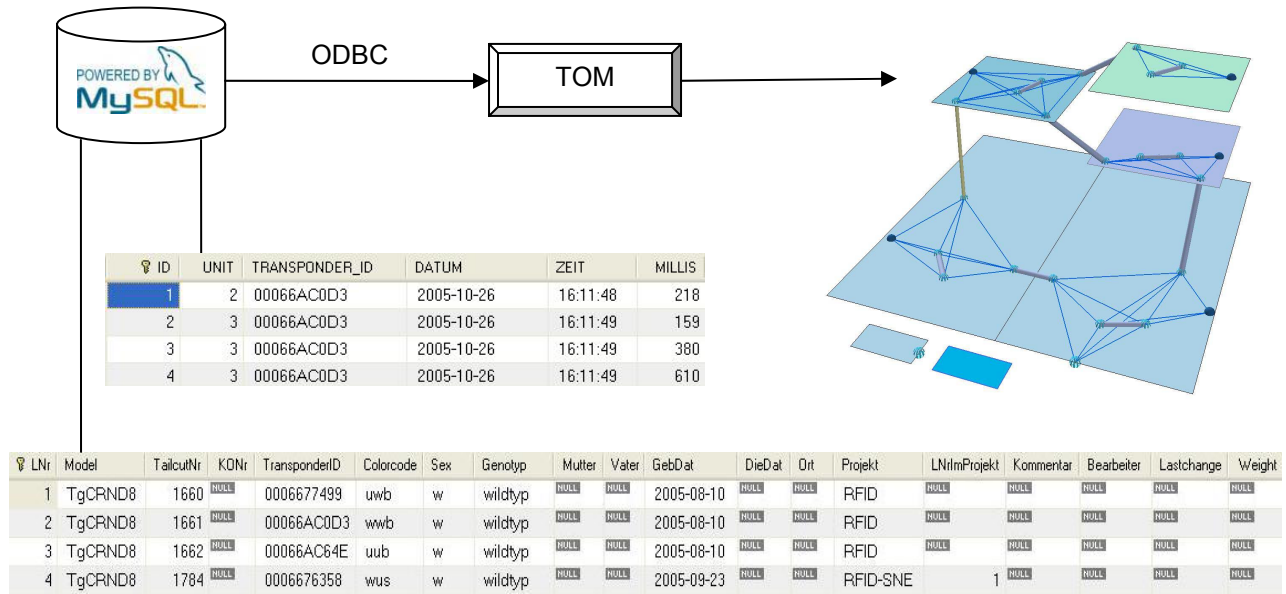 POWERED BY
MySQL
ODBC
TOM
ID UNIT TRANSPONDER_ID DATUM ZEIT MILLIS
1 2 00066AC0D3 2005-10-26 16:11:48 218
2 3 00066AC0D3 2005-10-26 16:11:49 159
3 3 00066AC0D3 2005-10-26 16:11:49 380
4 3 00066AC0D3 2005-10-26 16:11:49 610
LNr Model TailcutNr KONr TransponderID Colorcode Sex Genotyp Mutter Vater GebDat DieDat Ort Projekt LNrImProjekt Kommentar Bearbeiter Lastchange Weight
1 TgCRND8 1660 NULL 0006677499 uwb w wildtyp NULL NULL 2005-08-10 NULL NULL RFID NULL NULL NULL NULL NULL
2 TgCRND8 1661 NULL 00066AC0D3 wwb w wildtyp NULL NULL 2005-08-10 NULL NULL RFID NULL NULL NULL NULL NULL
3 TgCRND8 1662 NULL 00066AC64E uub w wildtyp NULL NULL 2005-08-10 NULL NULL RFID NULL NULL NULL NULL NULL
4 TgCRND8 1784 NULL 0006676358 wus w wildtyp NULL NULL 2005-09-23 NULL NULL RFID-SNE 1 NULL NULL NULL NULL